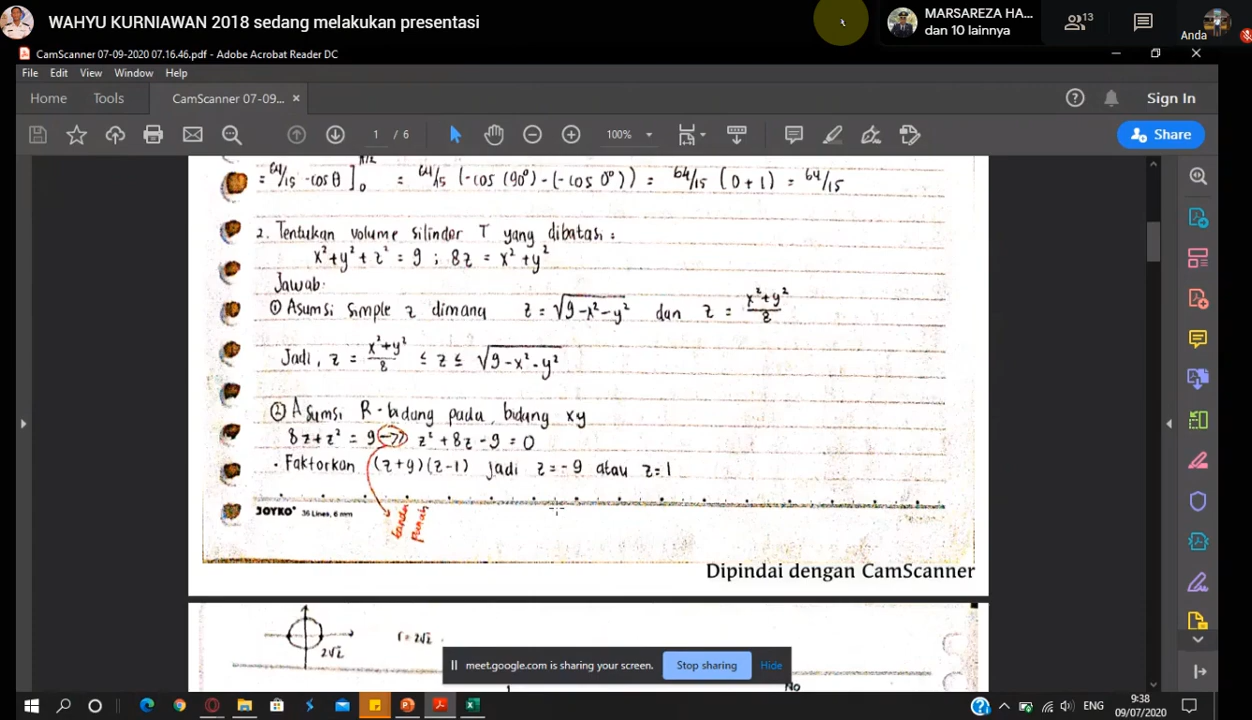 WAHYU KURNIAWAN 2018 sedang melakukan presentasi
MARSAREZA HA...
dan 10 lainnya
13
Anda
CamScanner 07-09-2020 07.16.46.pdf - Adobe Acrobat Reader DC
File Edit View Window Help
Home Tools CamScanner 07-09... ×
Sign In
1 / 6
100%
Share
= 64/15 -cos θ ]₀^π/2 = 64/15 (-cos (90°) - (-cos 0°)) = 64/15 (0+1) = 64/15
2. Tentukan volume silinder T yang dibatasi :
x²+y²+z² = 9 ; 8z = x²+y²
Jawab:
① Asumsi simple z dimana z = √9-x²-y² dan z = x²+y²/8
Jadi, z = x²+y²/8 ≤ z ≤ √9-x²-y²
② Asumsi R-bidang pada bidang xy
8z+z² = 9 → z²+8z-9 = 0
• Faktorkan (z+9)(z-1) jadi z = -9 atau z=1
JOYKO 36 Lines, 6 mm
tanda
panah
Dipindai dengan CamScanner
2√2
r = 2√2
meet.google.com is sharing your screen. Stop sharing Hide
No
ENG
9:38
09/07/2020